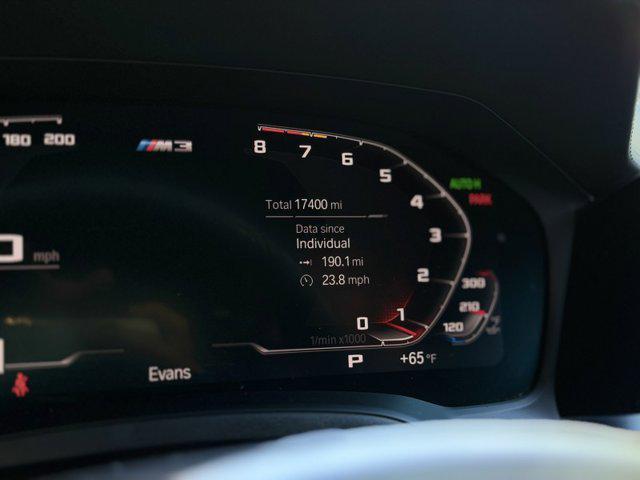 180 200
M3
8 7 6 5 4 3 2 1 0
AUTO H
PARK
Total 17400 mi
Data since
Individual
190.1 mi
23.8 mph
0 mph
300
210
120
°F
1/min x1000
P
+65 °F
Evans